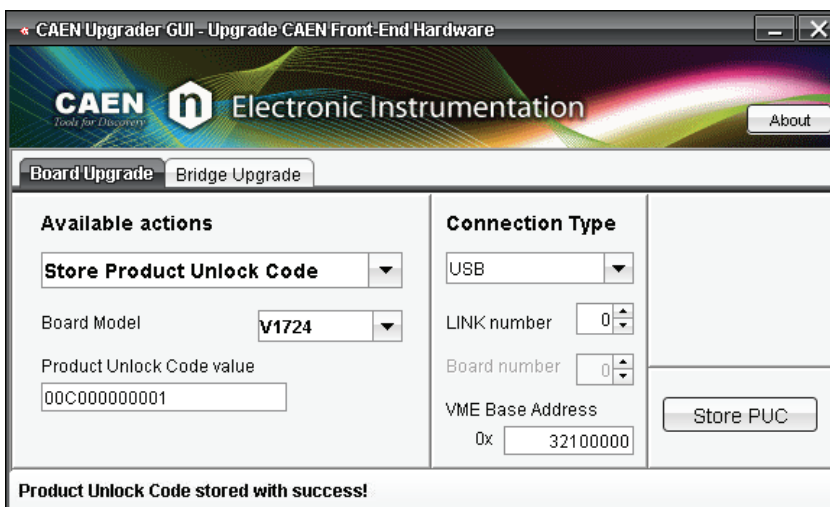 CAEN Upgrader GUI - Upgrade CAEN Front-End Hardware
CAEN n Electronic Instrumentation
Tools for Discovery
About
Board Upgrade Bridge Upgrade
Available actions
Store Product Unlock Code
Board Model V1724
Product Unlock Code value
00C000000001
Connection Type
USB
LINK number 0
Board number 0
VME Base Address
0x 32100000
Store PUC
Product Unlock Code stored with success!